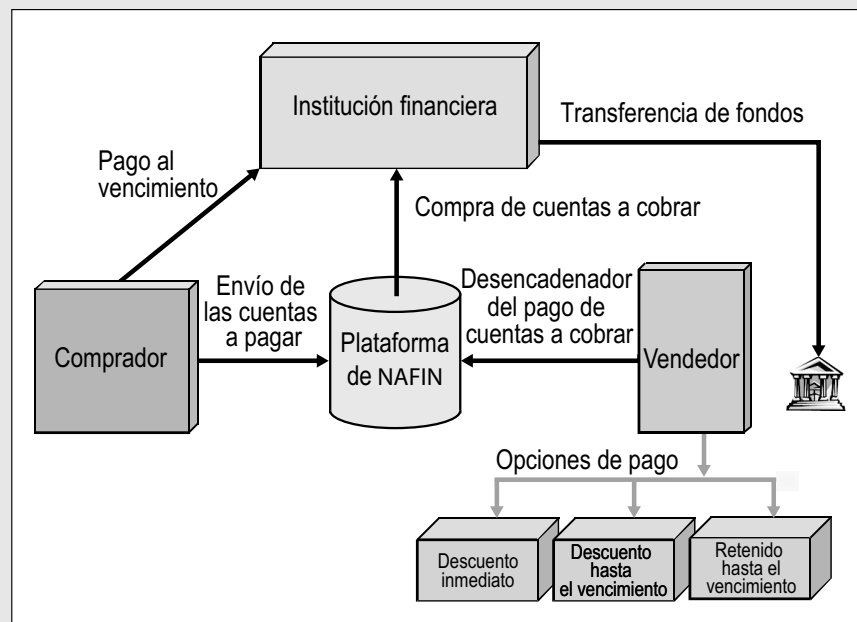 Institución financiera
Transferencia de fondos
Pago al
vencimiento
Compra de cuentas a cobrar
Envío de
las cuentas
a pagar
Desencadenador
del pago de
cuentas a cobrar
Comprador
Plataforma
de NAFIN
Vendedor
Opciones de pago
Descuento
inmediato
Descuento
hasta
el vencimiento
Retenido
hasta el
vencimiento